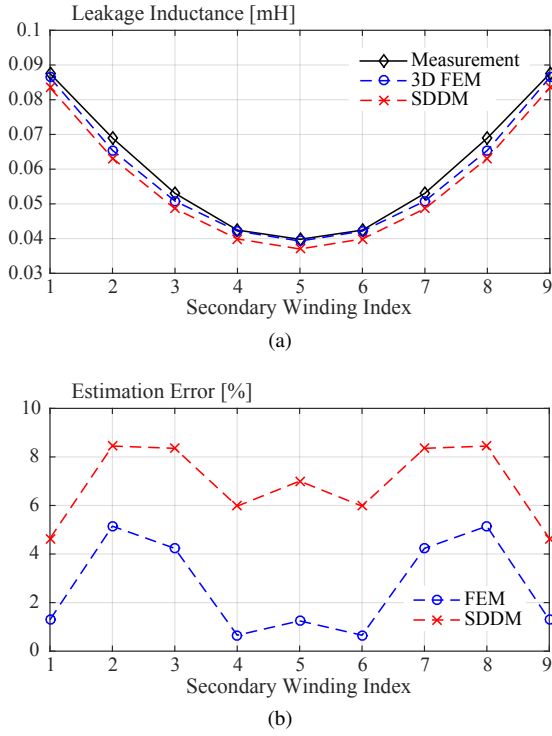 Leakage Inductance [mH]
0.1
0.09
0.08
0.07
0.06
0.05
0.04
0.03
Measurement
3D FEM
SDDM
1 2 3 4 5 6 7 8 9
Secondary Winding Index
(a)
Estimation Error [%]
10
8
6
4
2
0
FEM
SDDM
1 2 3 4 5 6 7 8 9
Secondary Winding Index
(b)